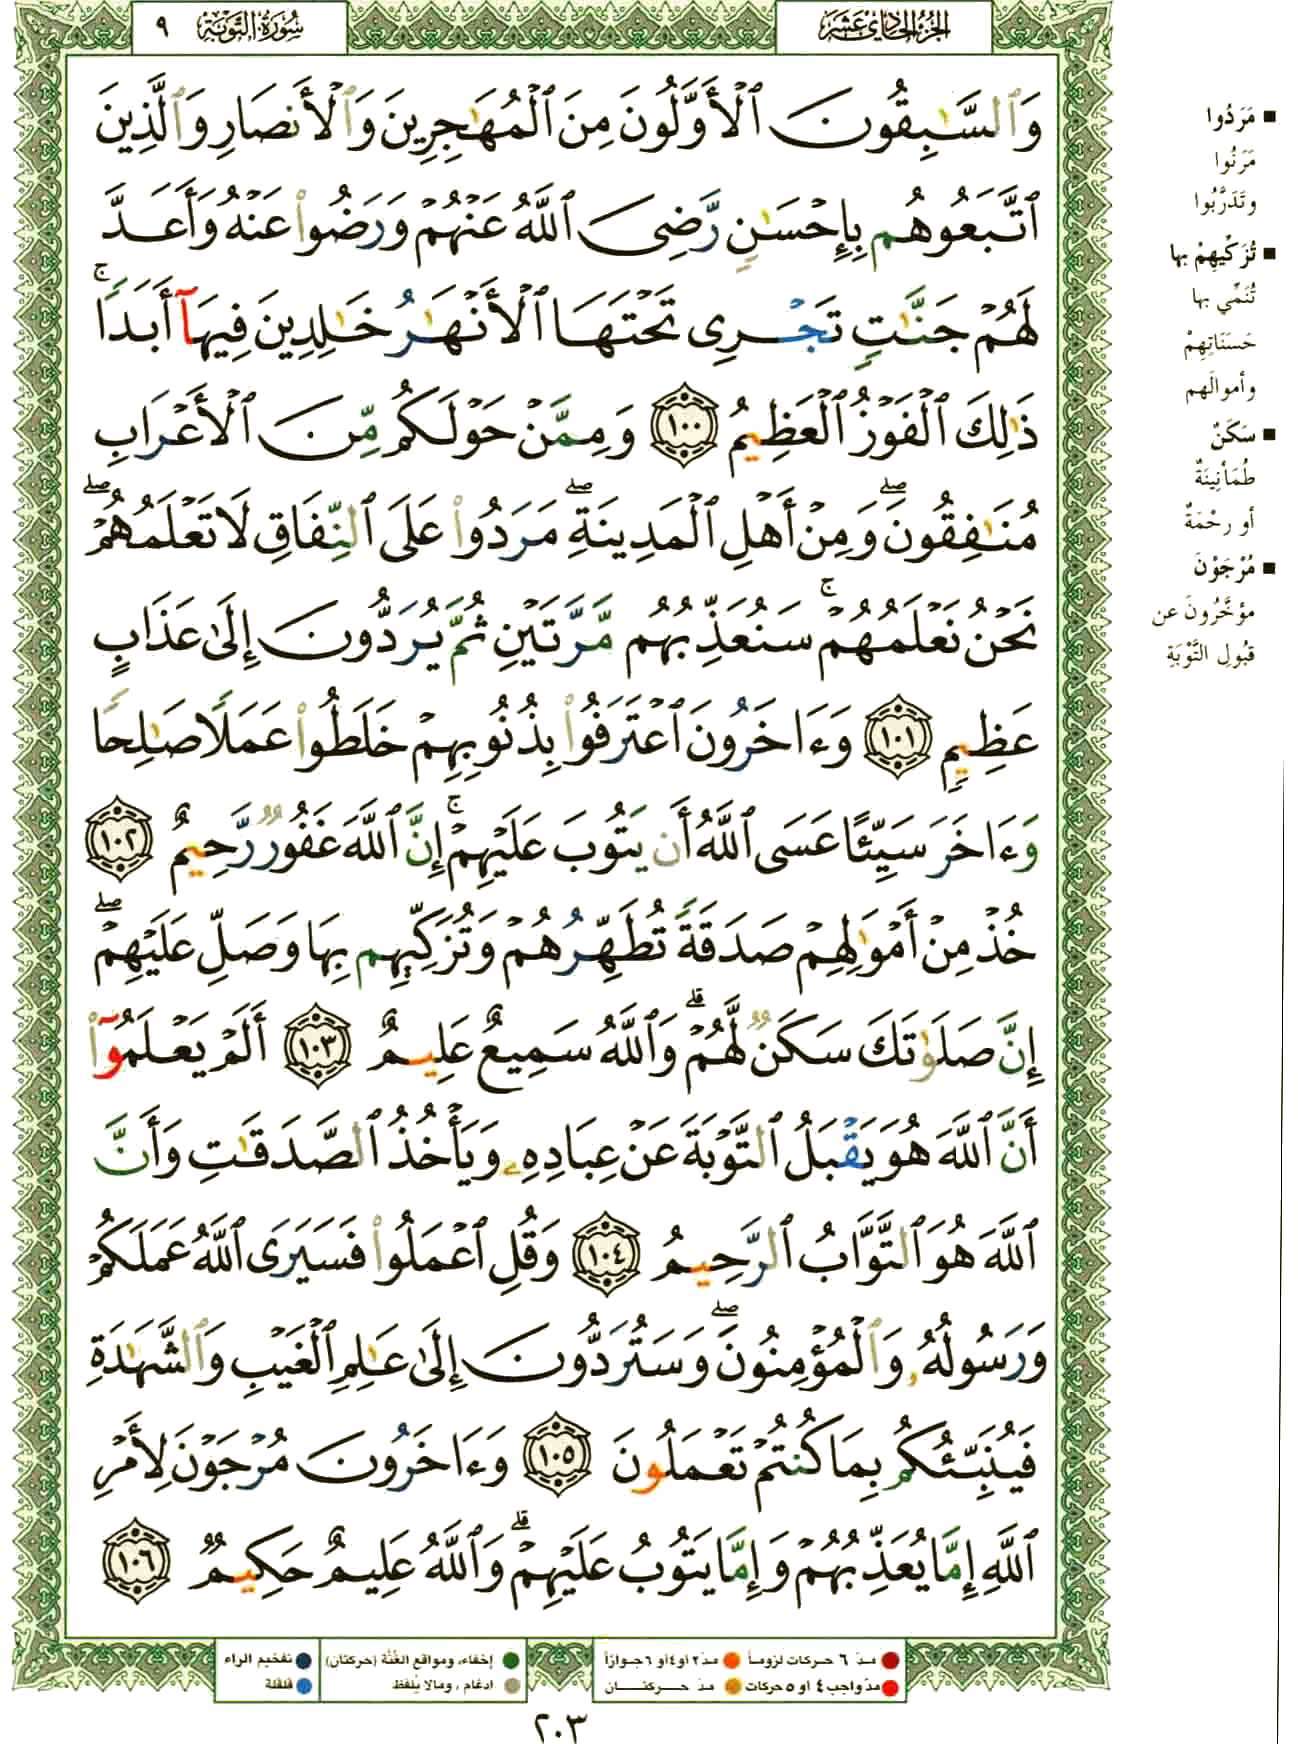 الجزء الحادي عشر
سورة التوبة ٩
وَٱلسَّٰبِقُونَ ٱلْأَوَّلُونَ مِنَ ٱلْمُهَٰجِرِينَ وَٱلْأَنصَارِ وَٱلَّذِينَ
ٱتَّبَعُوهُم بِإِحْسَٰنٍ رَّضِىَ ٱللَّهُ عَنْهُمْ وَرَضُوا۟ عَنْهُ وَأَعَدَّ
لَهُمْ جَنَّٰتٍ تَجْرِى تَحْتَهَا ٱلْأَنْهَٰرُ خَٰلِدِينَ فِيهَآ أَبَدًا ۚ
ذَٰلِكَ ٱلْفَوْزُ ٱلْعَظِيمُ ١٠٠ وَمِمَّنْ حَوْلَكُم مِّنَ ٱلْأَعْرَابِ
مُنَٰفِقُونَ ۖ وَمِنْ أَهْلِ ٱلْمَدِينَةِ ۖ مَرَدُوا۟ عَلَى ٱلنِّفَاقِ لَا تَعْلَمُهُمْ ۖ
نَحْنُ نَعْلَمُهُمْ ۚ سَنُعَذِّبُهُم مَّرَّتَيْنِ ثُمَّ يُرَدُّونَ إِلَىٰ عَذَابٍ
عَظِيمٍ ١٠١ وَءَاخَرُونَ ٱعْتَرَفُوا۟ بِذُنُوبِهِمْ خَلَطُوا۟ عَمَلًا صَٰلِحًا
وَءَاخَرَ سَيِّئًا عَسَى ٱللَّهُ أَن يَتُوبَ عَلَيْهِمْ ۚ إِنَّ ٱللَّهَ غَفُورٌ رَّحِيمٌ ١٠٢
خُذْ مِنْ أَمْوَٰلِهِمْ صَدَقَةً تُطَهِّرُهُمْ وَتُزَكِّيهِم بِهَا وَصَلِّ عَلَيْهِمْ ۖ
إِنَّ صَلَوٰتَكَ سَكَنٌ لَّهُمْ ۗ وَٱللَّهُ سَمِيعٌ عَلِيمٌ ١٠٣ أَلَمْ يَعْلَمُوٓا۟
أَنَّ ٱللَّهَ هُوَ يَقْبَلُ ٱلتَّوْبَةَ عَنْ عِبَادِهِۦ وَيَأْخُذُ ٱلصَّدَقَٰتِ وَأَنَّ
ٱللَّهَ هُوَ ٱلتَّوَّابُ ٱلرَّحِيمُ ١٠٤ وَقُلِ ٱعْمَلُوا۟ فَسَيَرَى ٱللَّهُ عَمَلَكُمْ
وَرَسُولُهُۥ وَٱلْمُؤْمِنُونَ ۖ وَسَتُرَدُّونَ إِلَىٰ عَٰلِمِ ٱلْغَيْبِ وَٱلشَّهَٰدَةِ
فَيُنَبِّئُكُم بِمَا كُنتُمْ تَعْمَلُونَ ١٠٥ وَءَاخَرُونَ مُرْجَوْنَ لِأَمْرِ
ٱللَّهِ إِمَّا يُعَذِّبُهُمْ وَإِمَّا يَتُوبُ عَلَيْهِمْ ۗ وَٱللَّهُ عَلِيمٌ حَكِيمٌ ١٠٦
■ مَرَدُوا
مَرَنُوا
وتَدَرَّبُوا
■ تُزَكِّيهِمْ بها
تُنَمِّي بها
حَسَنَاتِهِمْ
وأموالَهم
■ سَكَنٌ
طُمَأنِينَةٌ
أو رحْمَةٌ
■ مُرْجَوْنَ
مؤخَّرُونَ عن
قبُولِ التَّوْبَةِ
مدّ ٦ حركات لزوماً مدّ ٢ أو ٤ أو ٦ جوازاً
مدّ واجب ٤ أو ٥ حركات مدّ حركتان
إخفاء، ومواقع الغُنَّة (حركتان) تفخيم الراء
ادغام ، ومالا يُلفظ قلقلة
٢٠٣